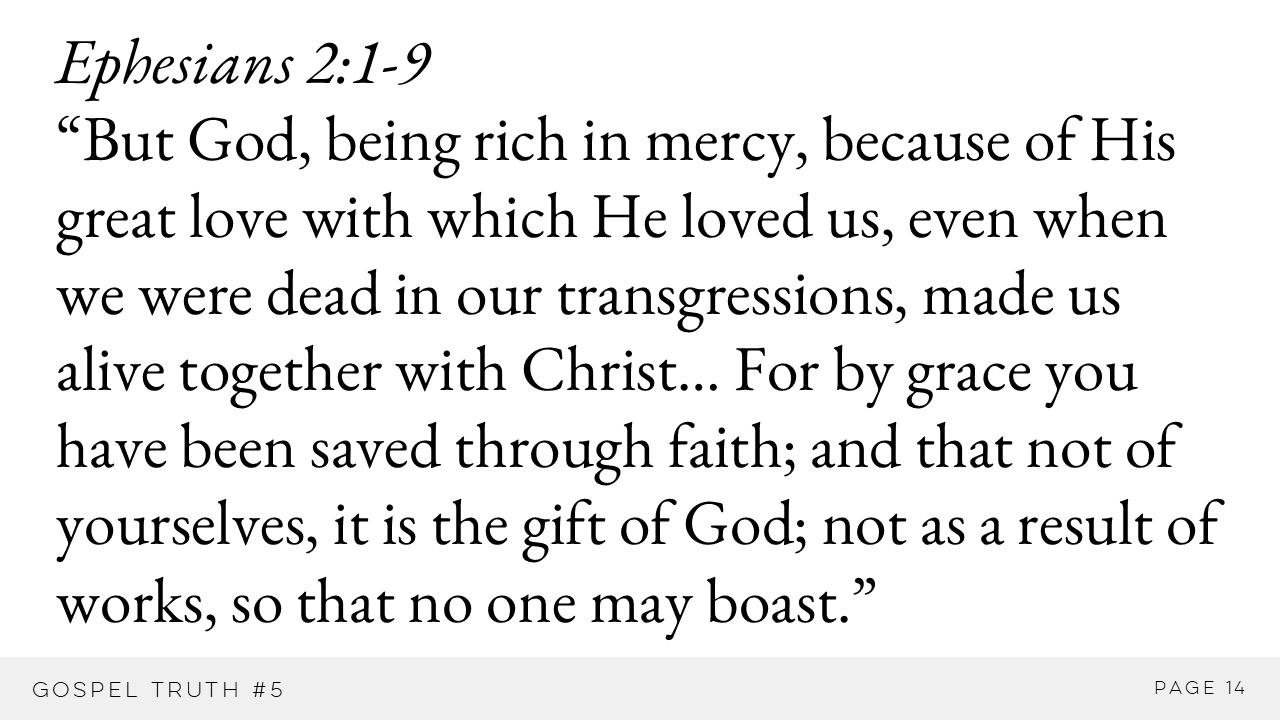 Ephesians 2:1-9
“But God, being rich in mercy, because of His
great love with which He loved us, even when
we were dead in our transgressions, made us
alive together with Christ... For by grace you
have been saved through faith; and that not of
yourselves, it is the gift of God; not as a result of
works, so that no one may boast.”
GOSPEL TRUTH #5
PAGE 14